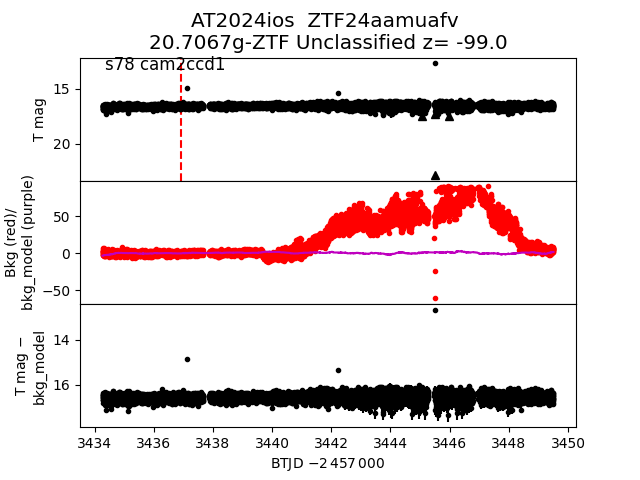 AT2024ios  ZTF24aamuafv
20.7067g-ZTF Unclassified z= -99.0
s78 cam2ccd1
T mag
15
20
Bkg (red)/
bkg_model (purple)
50
0
−50
T mag −
bkg_model
14
16
3434 3436 3438 3440 3442 3444 3446 3448 3450
BTJD −2 457 000